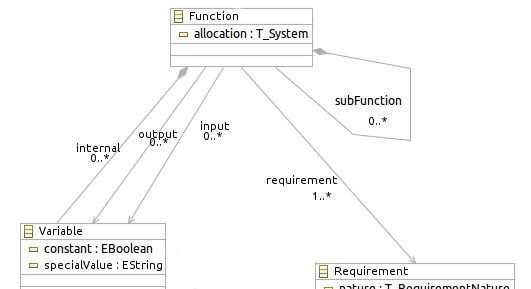 Function
allocation : T_System
subFunction
0..*
output
input
internal
0..*
0..*
0..*
requirement
1..*
Variable
constant : EBoolean
specialValue : EString
Requirement
nature : T_RequirementNature